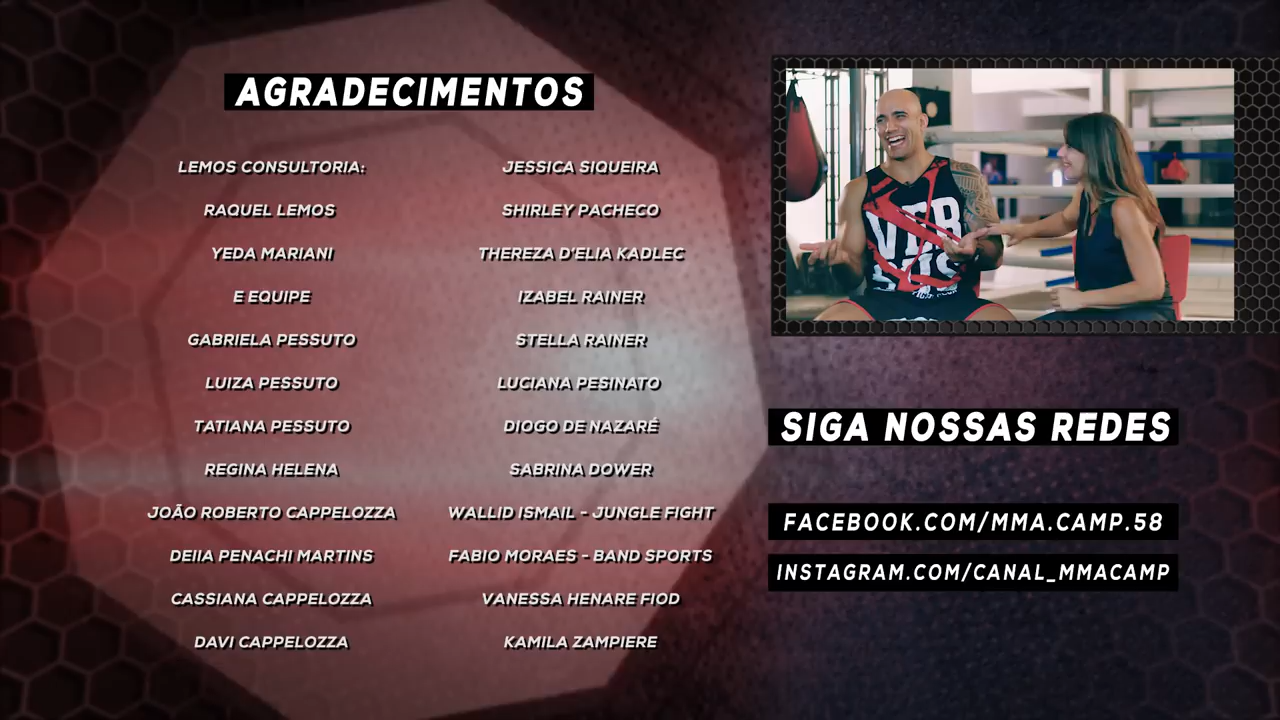 AGRADECIMENTOS
LEMOS CONSULTORIA:
RAQUEL LEMOS
YEDA MARIANI
E EQUIPE
GABRIELA PESSUTO
LUIZA PESSUTO
TATIANA PESSUTO
REGINA HELENA
JOÃO ROBERTO CAPPELOZZA
DEIIA PENACHI MARTINS
CASSIANA CAPPELOZZA
DAVI CAPPELOZZA
JESSICA SIQUEIRA
SHIRLEY PACHECO
THEREZA D'ELIA KADLEC
IZABEL RAINER
STELLA RAINER
LUCIANA PESINATO
DIOGO DE NAZARÉ
SABRINA DOWER
WALLID ISMAIL - JUNGLE FIGHT
FABIO MORAES - BAND SPORTS
VANESSA HENARE FIOD
KAMILA ZAMPIERE
SIGA NOSSAS REDES
FACEBOOK.COM/MMA.CAMP.58
INSTAGRAM.COM/CANAL_MMACAMP